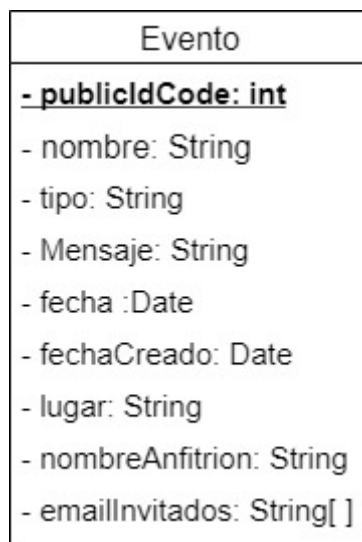 Evento
- publicIdCode: int
- nombre: String
- tipo: String
- Mensaje: String
- fecha :Date
- fechaCreado: Date
- lugar: String
- nombreAnfitrion: String
- emailInvitados: String[ ]